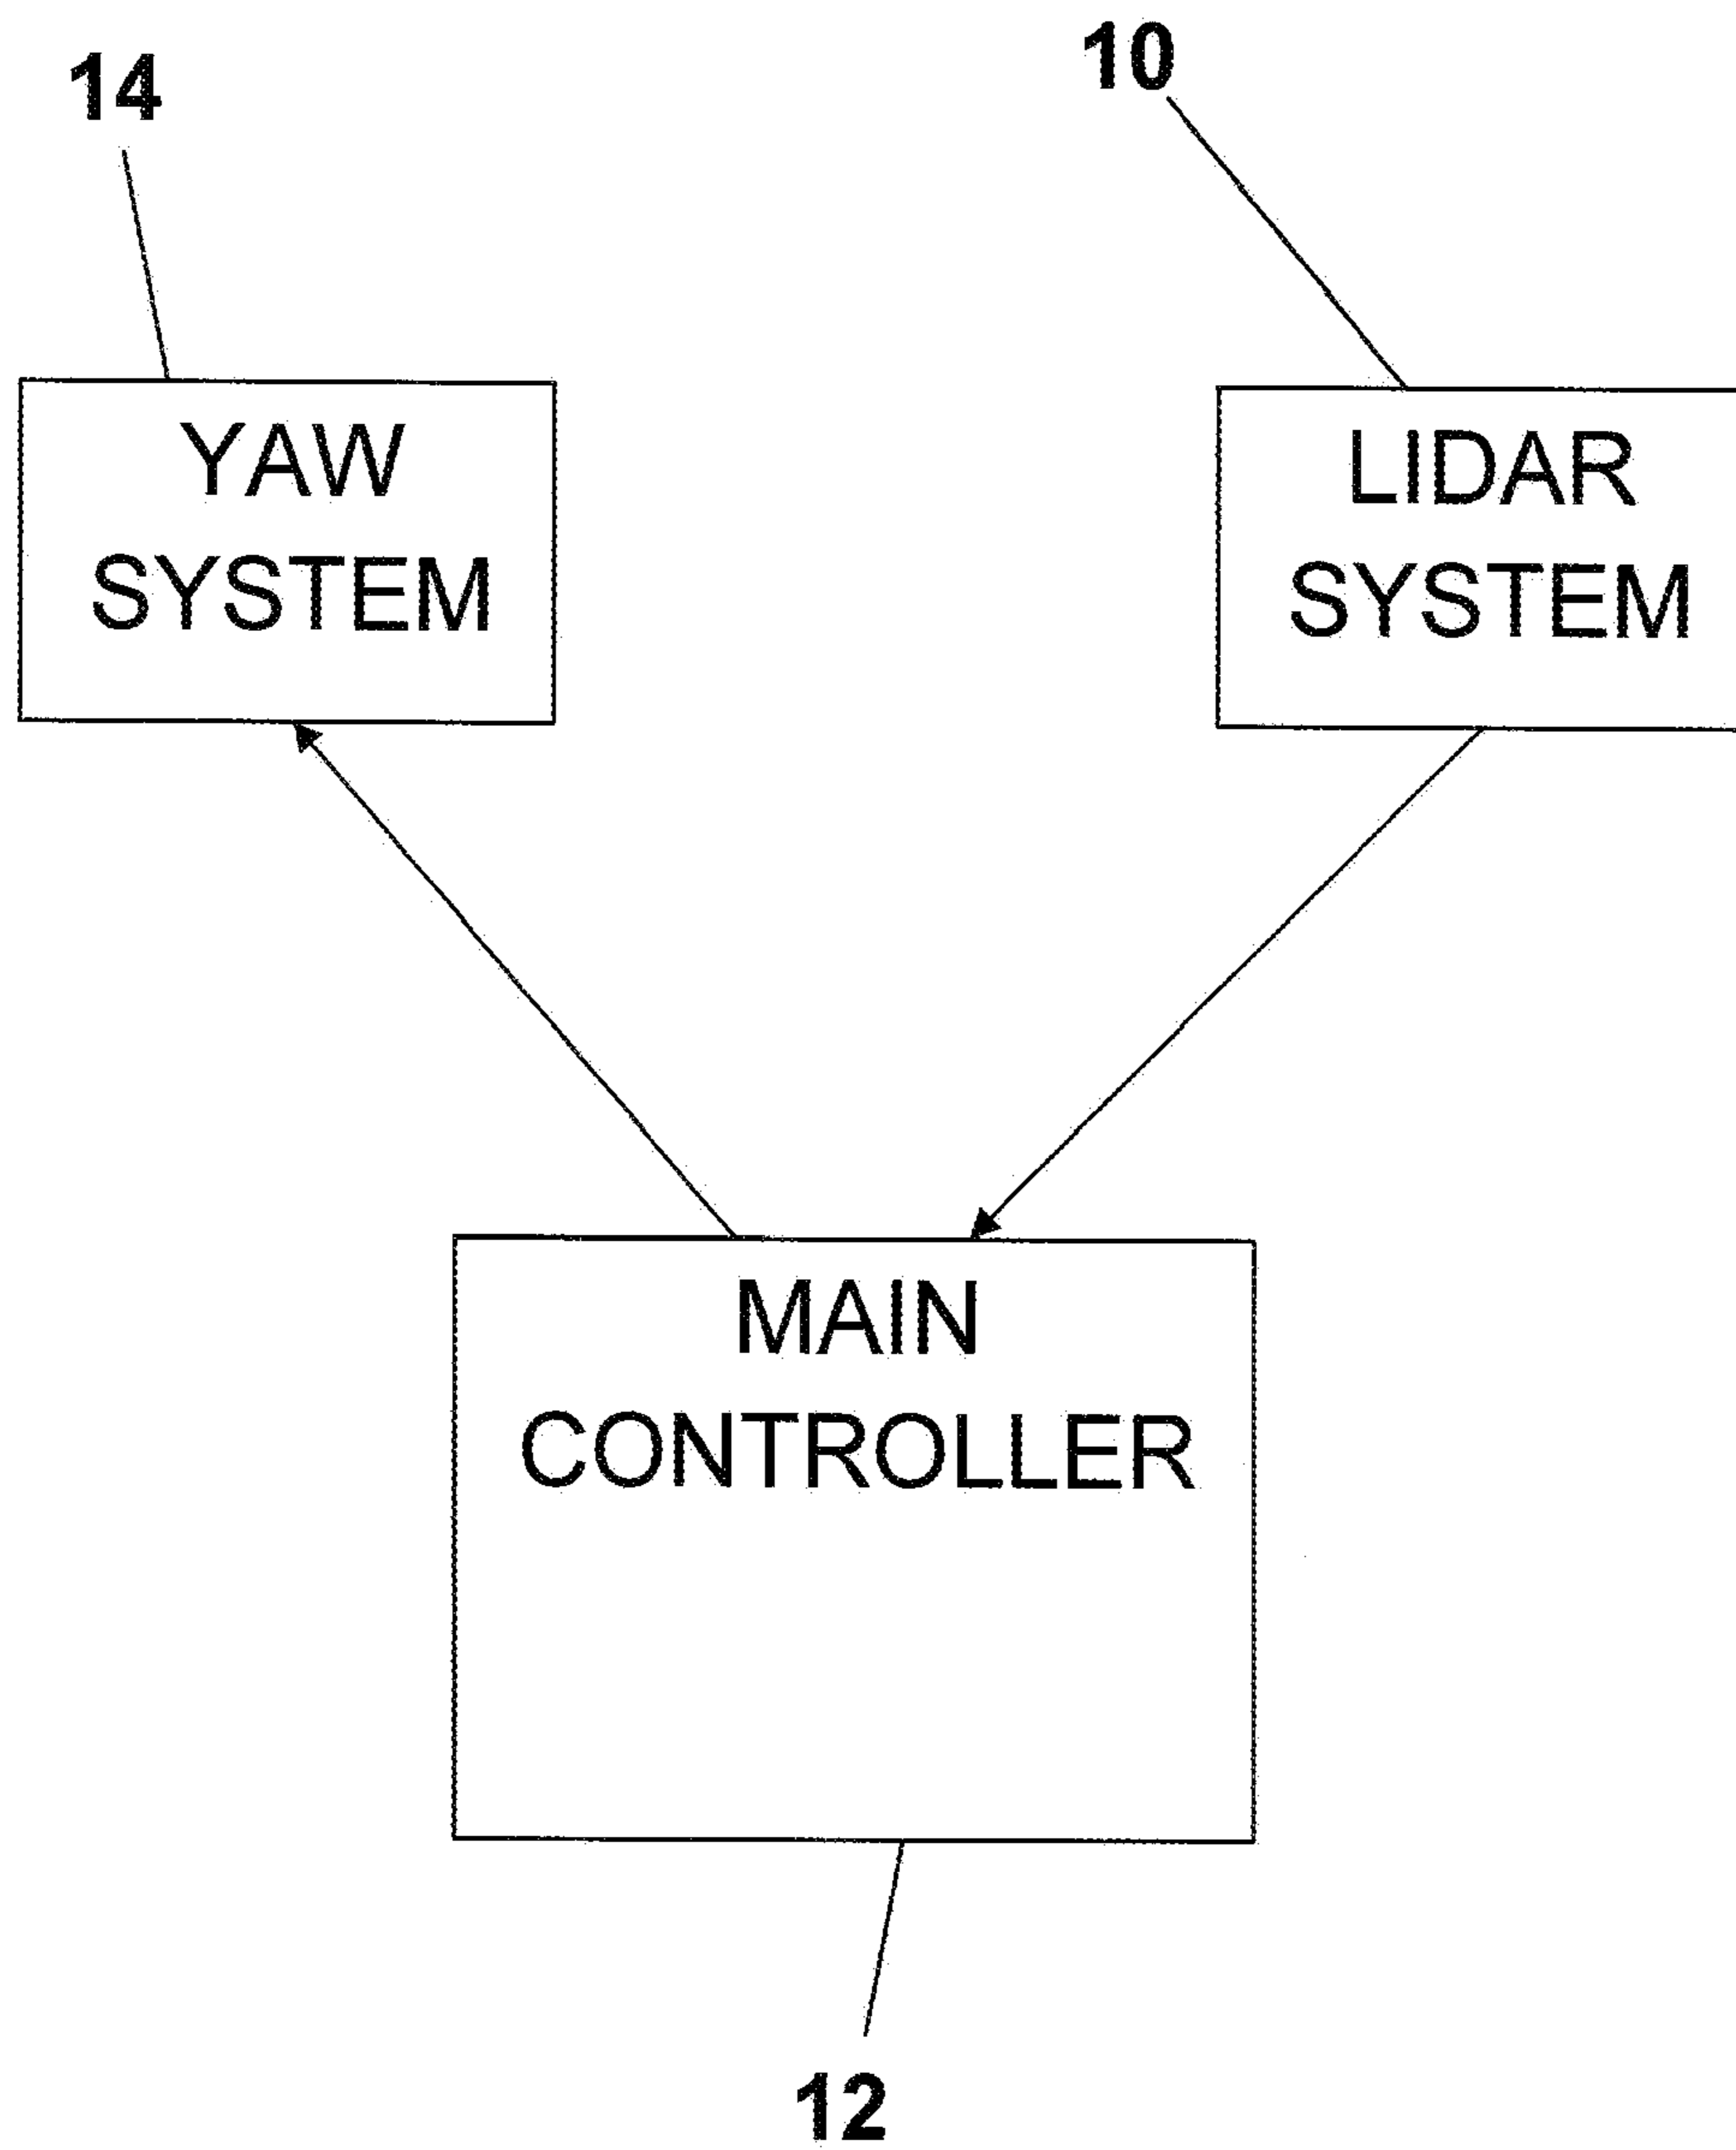 14
10
YAW
SYSTEM
LIDAR
SYSTEM
MAIN
CONTROLLER
12